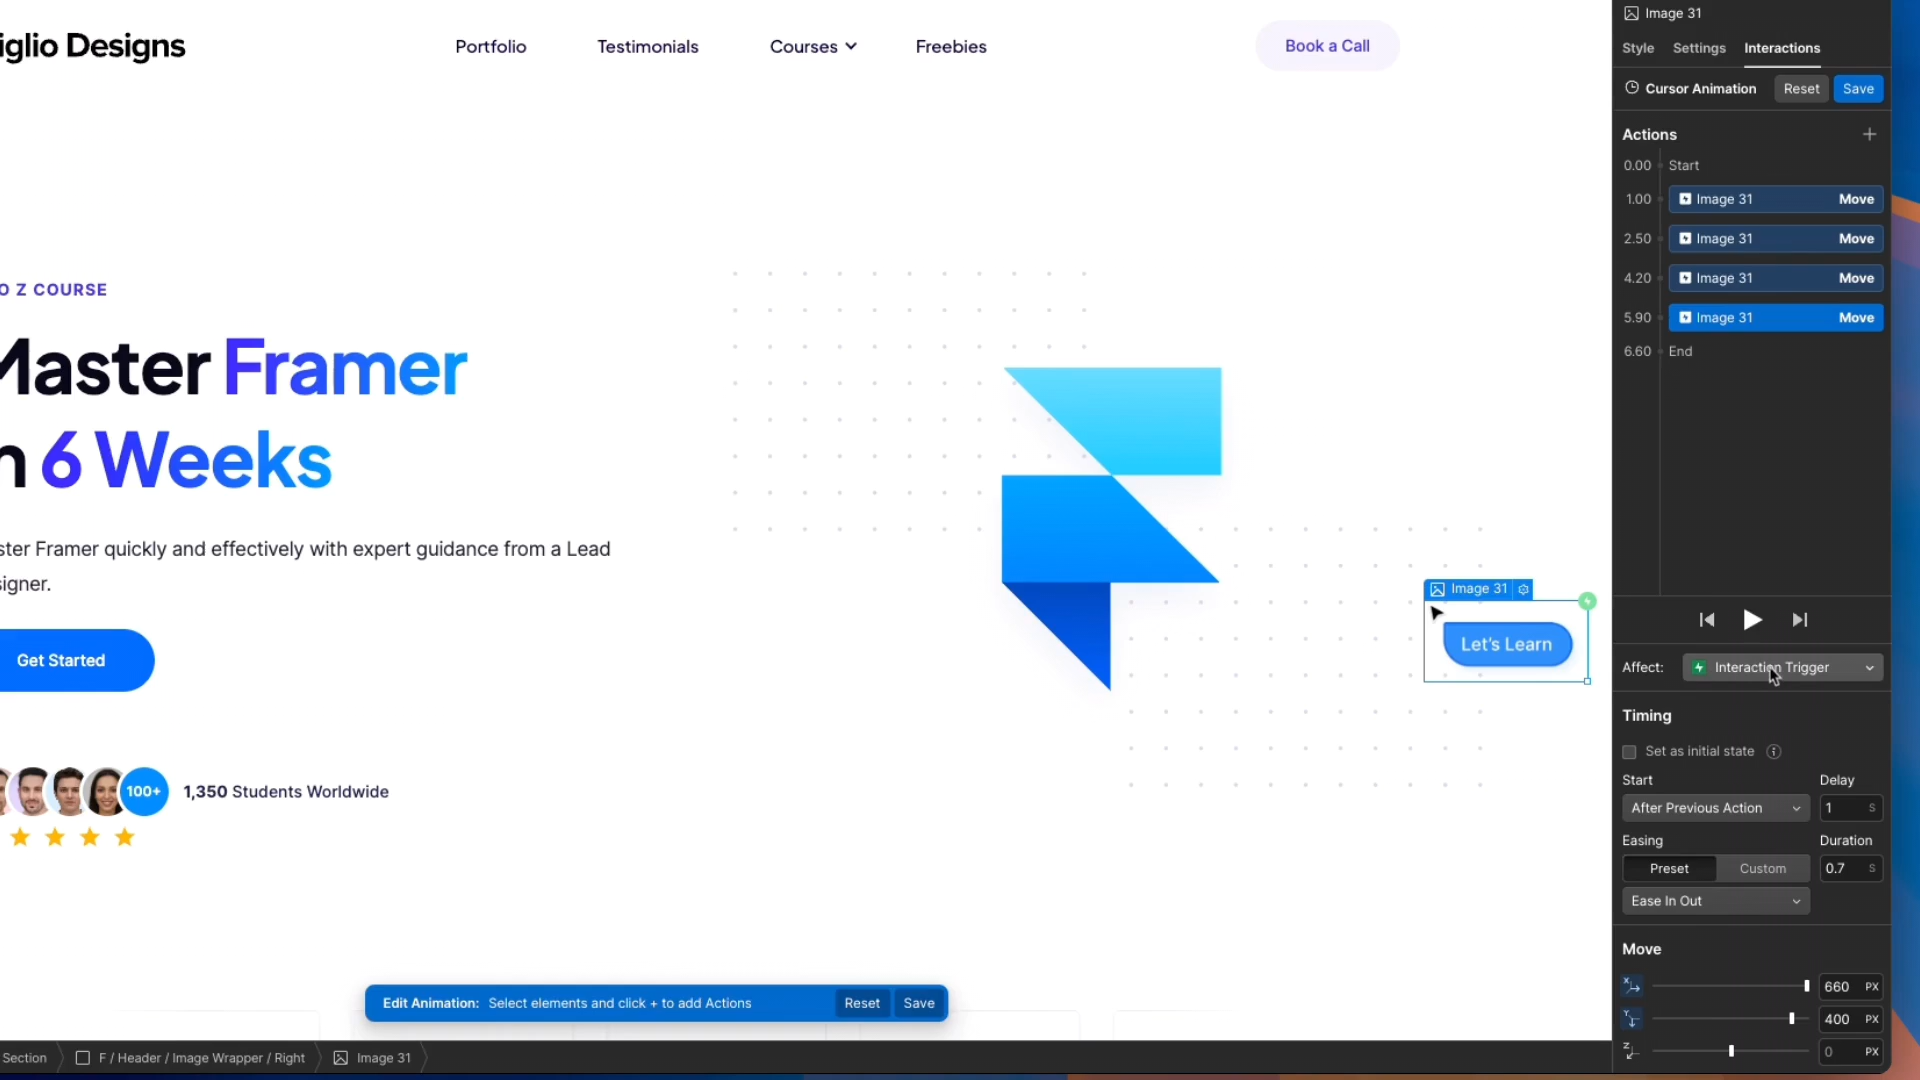 iglio Designs
Portfolio
Testimonials
Courses
Freebies
Book a Call
O Z COURSE
Master Framer
n 6 Weeks
ster Framer quickly and effectively with expert guidance from a Lead
signer.
Get Started
100+
1,350 Students Worldwide
Image 31
Let's Learn
Edit Animation: Select elements and click + to add Actions
Reset
Save
Section
F / Header / Image Wrapper / Right
Image 31
Image 31
Style
Settings
Interactions
Cursor Animation
Reset
Save
Actions
0.00 Start
1.00 Image 31 Move
2.50 Image 31 Move
4.20 Image 31 Move
5.90 Image 31 Move
6.60 End
Affect: Interaction Trigger
Timing
Set as initial state
Start
Delay
After Previous Action
1 S
Easing
Duration
Preset
Custom
0.7 S
Ease In Out
Move
X 660 PX
Y 400 PX
Z 0 PX